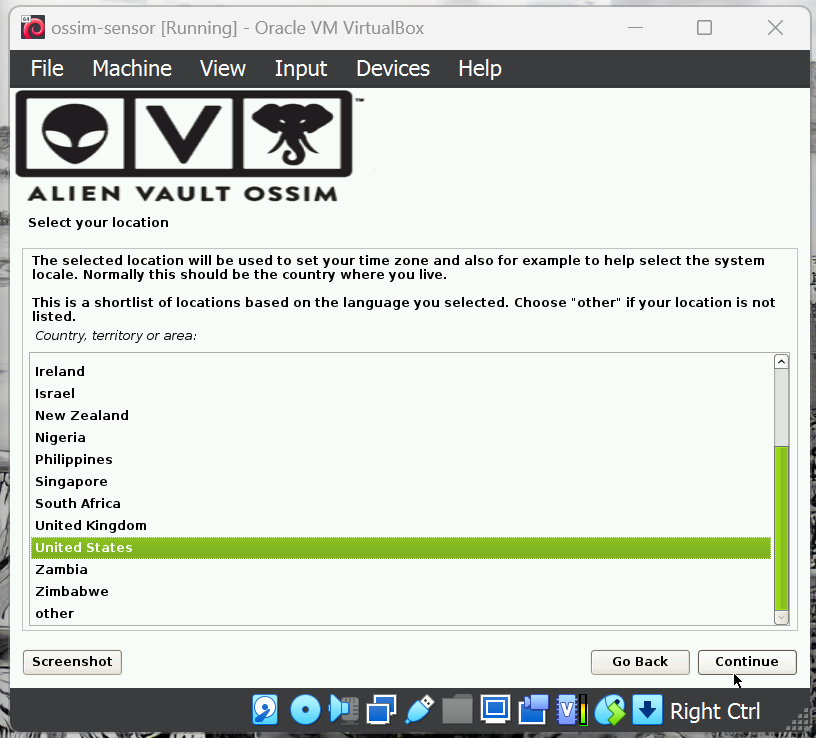 ossim-sensor [Running] - Oracle VM VirtualBox
File Machine View Input Devices Help
V ™
ALIEN VAULT OSSIM
Select your location
The selected location will be used to set your time zone and also for example to help select the system
locale. Normally this should be the country where you live.
This is a shortlist of locations based on the language you selected. Choose "other" if your location is not
listed.
Country, territory or area:
Ireland
Israel
New Zealand
Nigeria
Philippines
Singapore
South Africa
United Kingdom
United States
Zambia
Zimbabwe
other
Screenshot Go Back Continue
V Right Ctrl